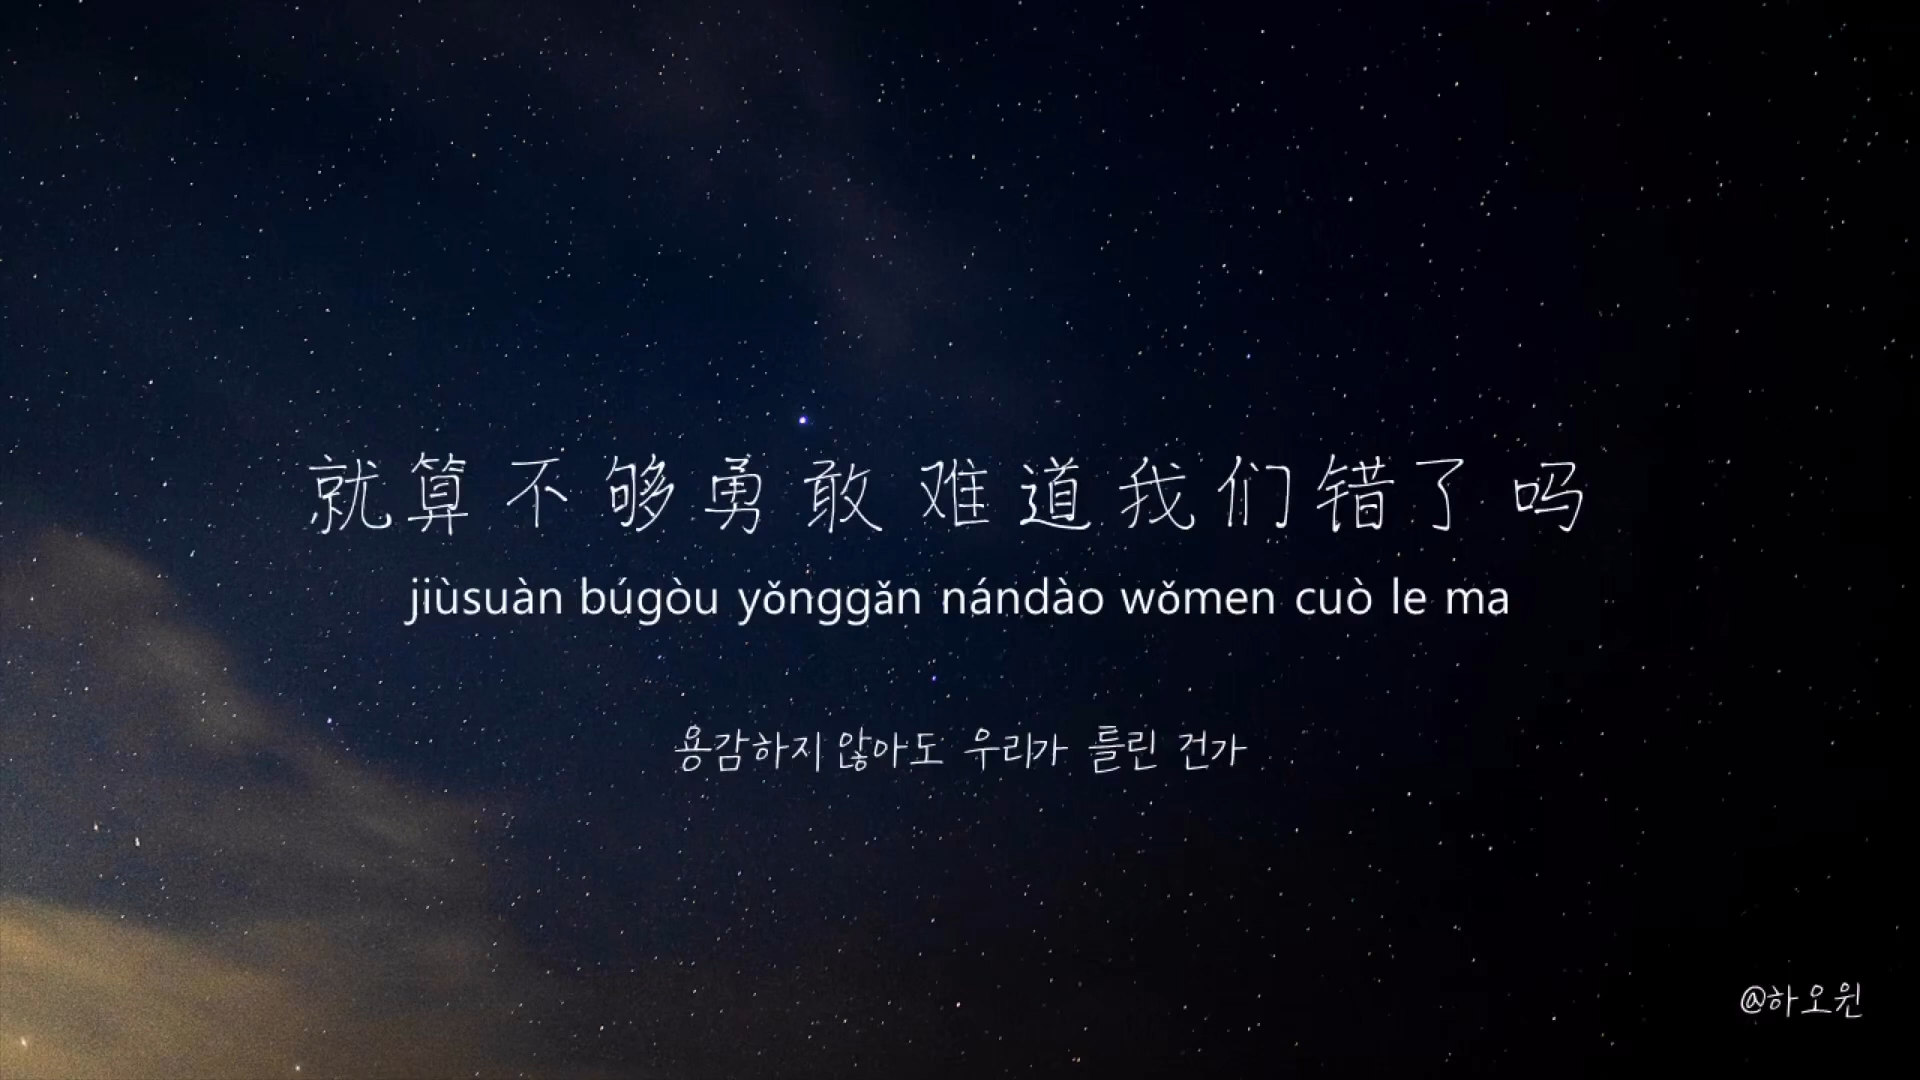 就算不够勇敢 难道我们错了吗
jiùsuàn búgòu yǒnggǎn nándào wǒmen cuò le ma
용감하지 않아도 우리가 틀린 건가
@하오원